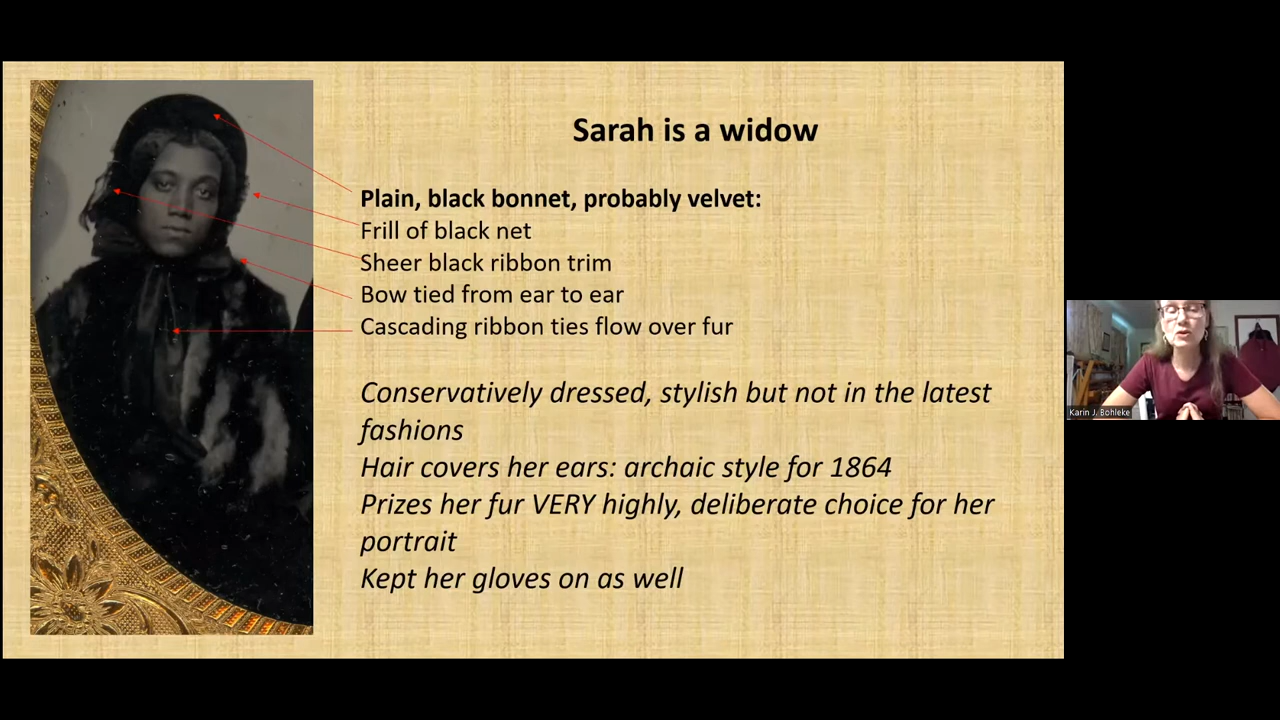 Sarah is a widow
Plain, black bonnet, probably velvet:
Frill of black net
Sheer black ribbon trim
Bow tied from ear to ear
Cascading ribbon ties flow over fur
Conservatively dressed, stylish but not in the latest
fashions
Hair covers her ears: archaic style for 1864
Prizes her fur VERY highly, deliberate choice for her
portrait
Kept her gloves on as well
Karin J. Bohleke